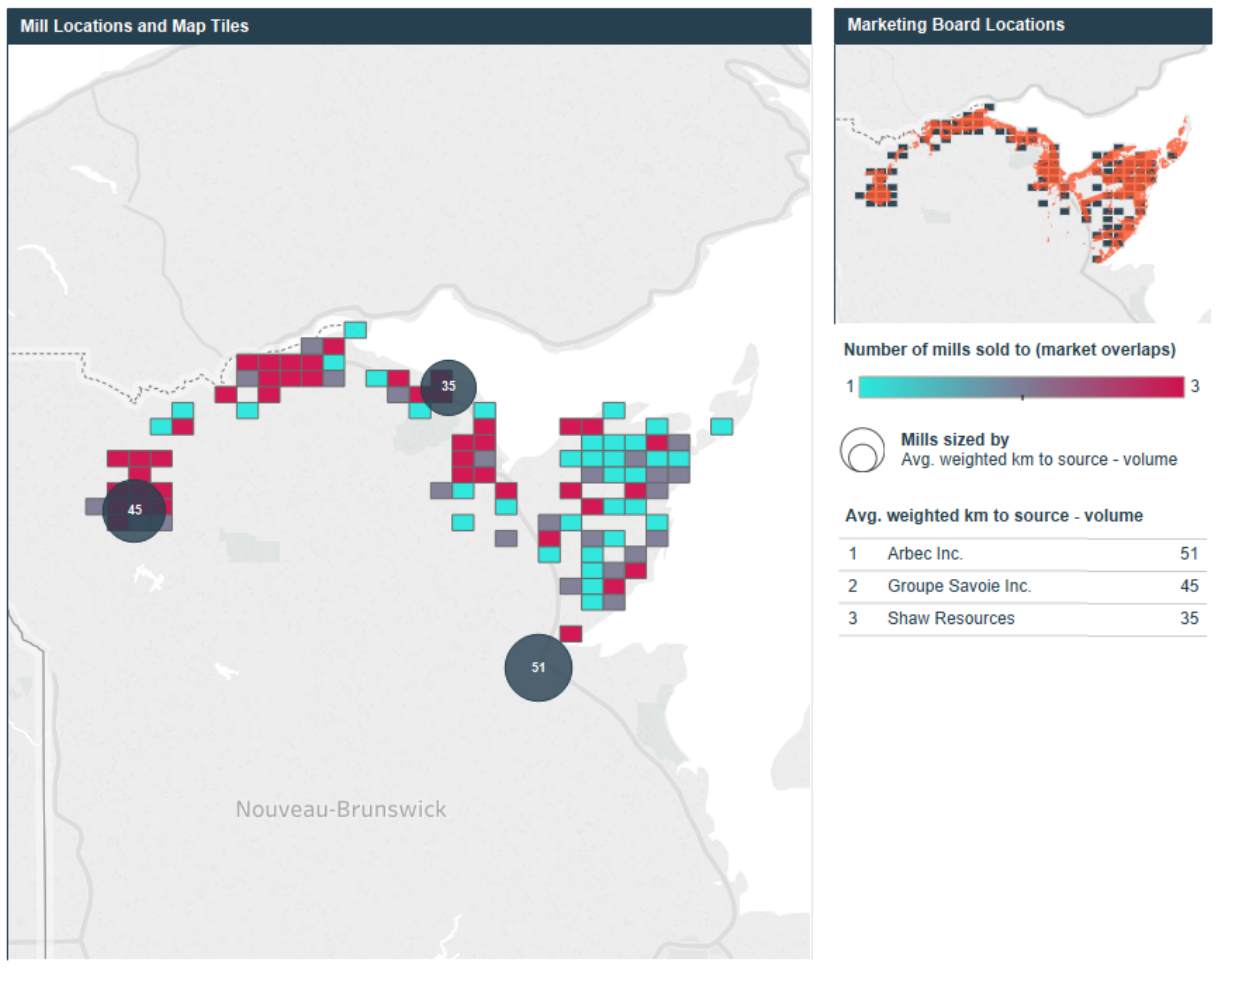 Mill Locations and Map Tiles
35
45
51
Nouveau-Brunswick
Marketing Board Locations
Number of mills sold to (market overlaps)
1 3
Mills sized by
Avg. weighted km to source - volume
Avg. weighted km to source - volume
1 Arbec Inc. 51
2 Groupe Savoie Inc. 45
3 Shaw Resources 35